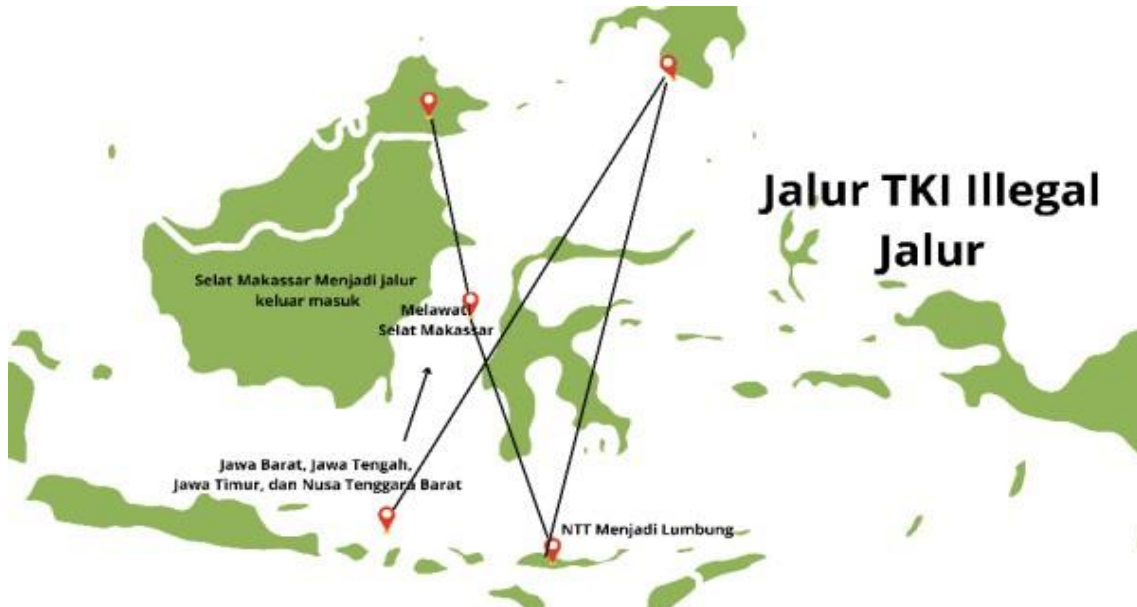 Jalur TKI Illegal
Jalur
Selat Makassar Menjadi jalur
keluar masuk
Melawati
Selat Makassar
Jawa Barat, Jawa Tengah,
Jawa Timur, dan Nusa Tenggara Barat
NTT Menjadi Lumbung